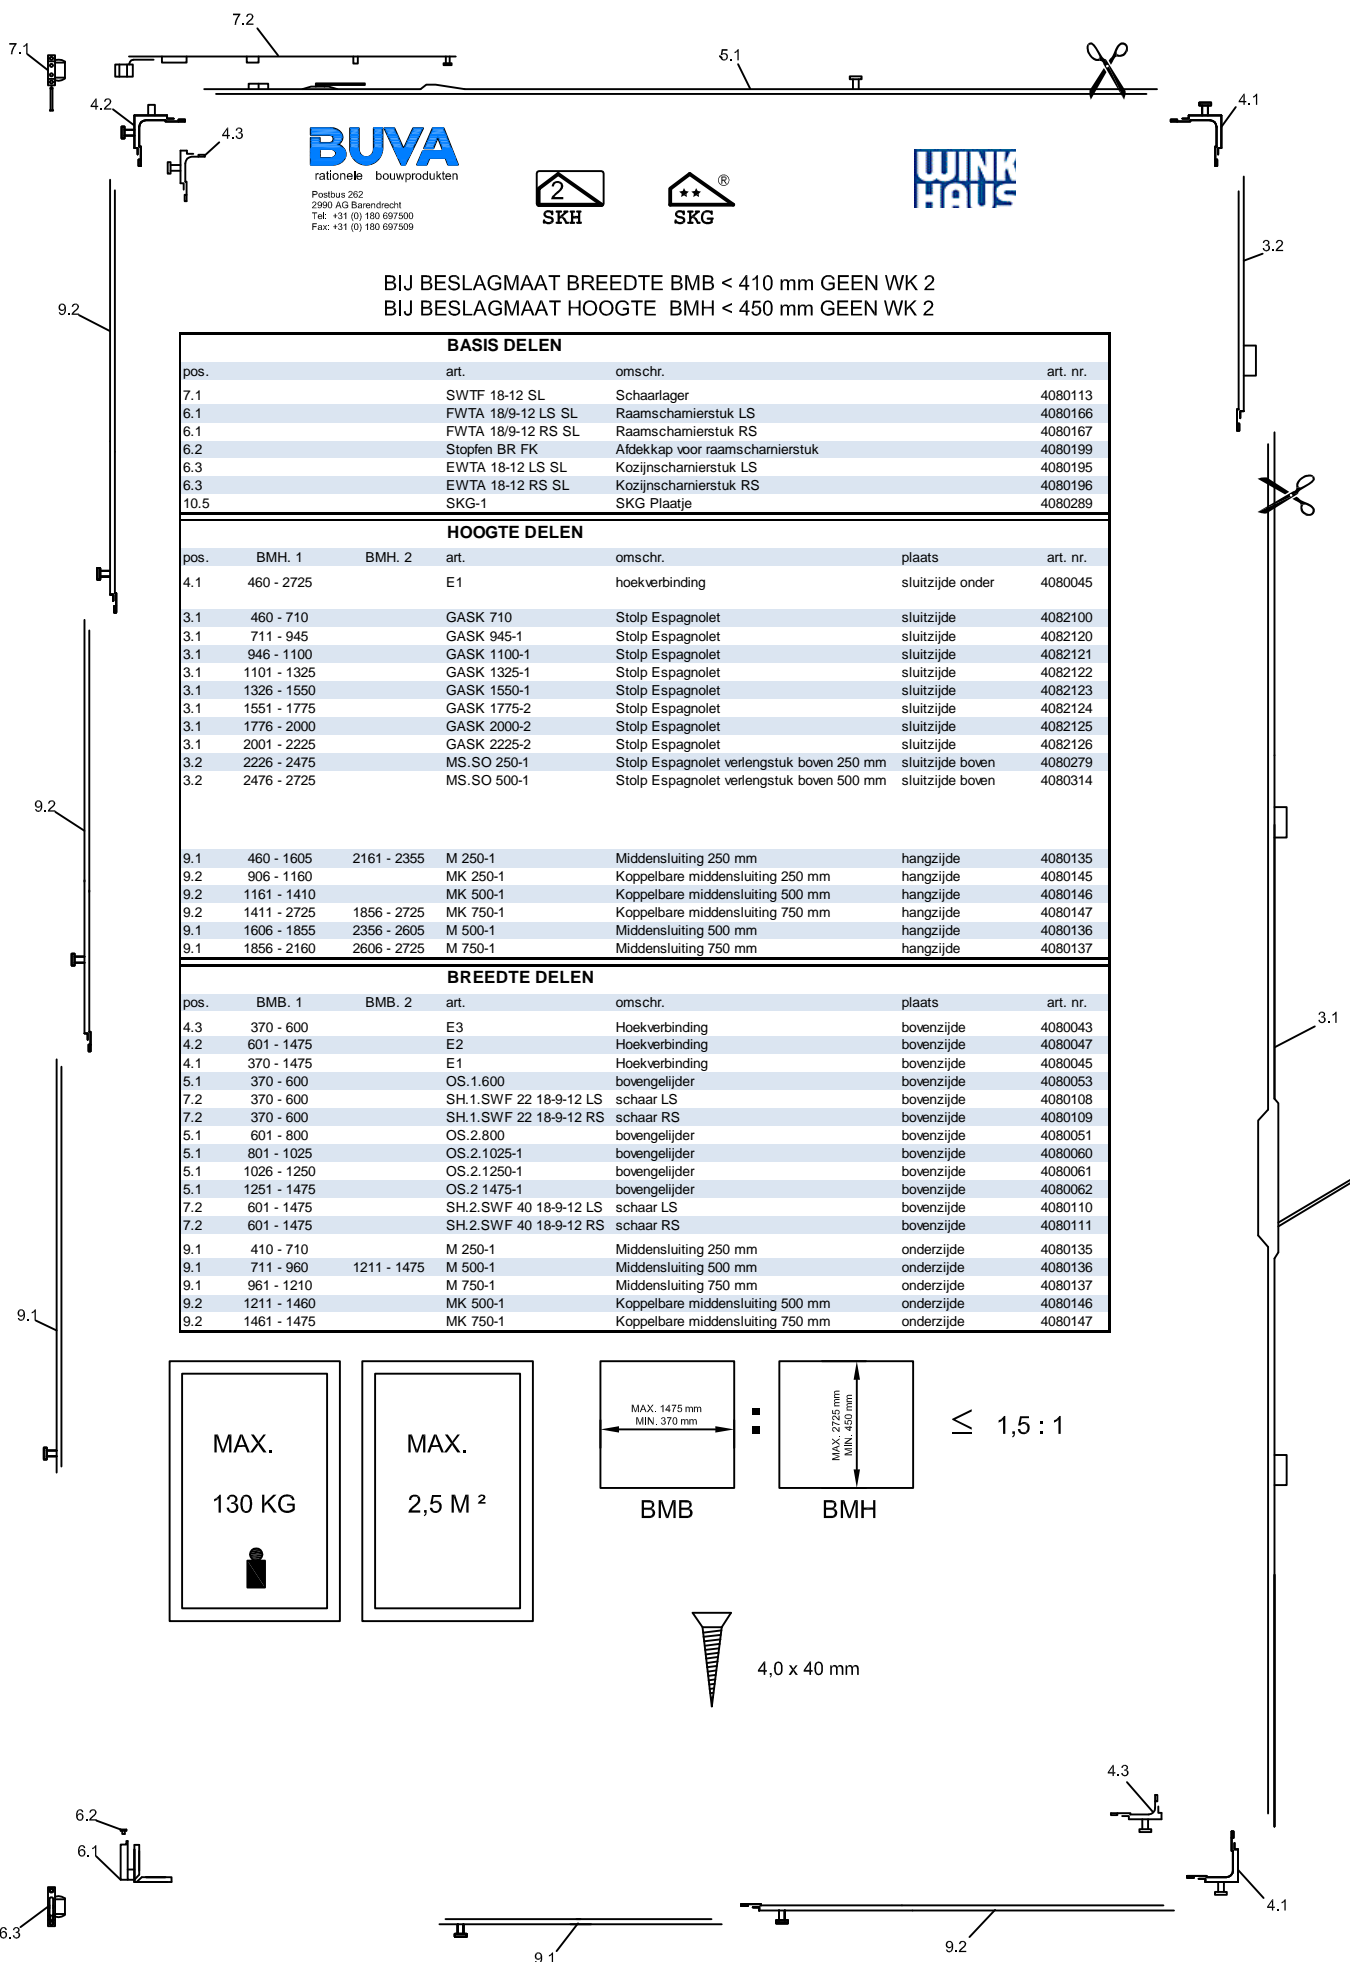 7.2
7.1
5.1
4.2
4.3
4.1
BUVA
rationele bouwprodukten
Postbus 262
2990 AG Barendrecht
Tel: +31 (0) 180 697500
Fax: +31 (0) 180 697509
2
SKH
®
SKG
WINK
HAUS
3.2
9.2
BIJ BESLAGMAAT BREEDTE BMB < 410 mm GEEN WK 2
BIJ BESLAGMAAT HOOGTE BMH < 450 mm GEEN WK 2
BASIS DELEN
pos. art. omschr. art. nr.
7.1 SWTF 18-12 SL Schaarlager 4080113
6.1 FWTA 18/9-12 LS SL Raamscharnierstuk LS 4080166
6.1 FWTA 18/9-12 RS SL Raamscharnierstuk RS 4080167
6.2 Stopfen BR FK Afdekkap voor raamscharnierstuk 4080199
6.3 EWTA 18-12 LS SL Kozijnscharnierstuk LS 4080195
6.3 EWTA 18-12 RS SL Kozijnscharnierstuk RS 4080196
10.5 SKG-1 SKG Plaatje 4080289
HOOGTE DELEN
pos. BMH. 1 BMH. 2 art. omschr. plaats art. nr.
4.1 460 - 2725 E1 hoekverbinding sluitzijde onder 4080045
3.1 460 - 710 GASK 710 Stolp Espagnolet sluitzijde 4082100
3.1 711 - 945 GASK 945-1 Stolp Espagnolet sluitzijde 4082120
3.1 946 - 1100 GASK 1100-1 Stolp Espagnolet sluitzijde 4082121
3.1 1101 - 1325 GASK 1325-1 Stolp Espagnolet sluitzijde 4082122
3.1 1326 - 1550 GASK 1550-1 Stolp Espagnolet sluitzijde 4082123
3.1 1551 - 1775 GASK 1775-2 Stolp Espagnolet sluitzijde 4082124
3.1 1776 - 2000 GASK 2000-2 Stolp Espagnolet sluitzijde 4082125
3.1 2001 - 2225 GASK 2225-2 Stolp Espagnolet sluitzijde 4082126
3.2 2226 - 2475 MS.SO 250-1 Stolp Espagnolet verlengstuk boven 250 mm sluitzijde boven 4080279
3.2 2476 - 2725 MS.SO 500-1 Stolp Espagnolet verlengstuk boven 500 mm sluitzijde boven 4080314
9.2
9.1 460 - 1605 2161 - 2355 M 250-1 Middensluiting 250 mm hangzijde 4080135
9.2 906 - 1160 MK 250-1 Koppelbare middensluiting 250 mm hangzijde 4080145
9.2 1161 - 1410 MK 500-1 Koppelbare middensluiting 500 mm hangzijde 4080146
9.2 1411 - 2725 1856 - 2725 MK 750-1 Koppelbare middensluiting 750 mm hangzijde 4080147
9.1 1606 - 1855 2356 - 2605 M 500-1 Middensluiting 500 mm hangzijde 4080136
9.1 1856 - 2160 2606 - 2725 M 750-1 Middensluiting 750 mm hangzijde 4080137
BREEDTE DELEN
pos. BMB. 1 BMB. 2 art. omschr. plaats art. nr.
4.3 370 - 600 E3 Hoekverbinding bovenzijde 4080043
4.2 601 - 1475 E2 Hoekverbinding bovenzijde 4080047
4.1 370 - 1475 E1 Hoekverbinding bovenzijde 4080045
5.1 370 - 600 OS.1.600 bovengelijder bovenzijde 4080053
7.2 370 - 600 SH.1.SWF 22 18-9-12 LS schaar LS bovenzijde 4080108
7.2 370 - 600 SH.1.SWF 22 18-9-12 RS schaar RS bovenzijde 4080109
5.1 601 - 800 OS.2.800 bovengelijder bovenzijde 4080051
5.1 801 - 1025 OS.2.1025-1 bovengelijder bovenzijde 4080060
5.1 1026 - 1250 OS.2.1250-1 bovengelijder bovenzijde 4080061
5.1 1251 - 1475 OS.2 1475-1 bovengelijder bovenzijde 4080062
7.2 601 - 1475 SH.2.SWF 40 18-9-12 LS schaar LS bovenzijde 4080110
7.2 601 - 1475 SH.2.SWF 40 18-9-12 RS schaar RS bovenzijde 4080111
9.1 410 - 710 M 250-1 Middensluiting 250 mm onderzijde 4080135
9.1 711 - 960 1211 - 1475 M 500-1 Middensluiting 500 mm onderzijde 4080136
9.1 961 - 1210 M 750-1 Middensluiting 750 mm onderzijde 4080137
9.2 1211 - 1460 MK 500-1 Koppelbare middensluiting 500 mm onderzijde 4080146
9.2 1461 - 1475 MK 750-1 Koppelbare middensluiting 750 mm onderzijde 4080147
3.1
9.1
MAX.
130 KG
MAX.
2,5 M ²
MAX. 1475 mm
MIN. 370 mm
BMB
:
MAX. 2725 mm
MIN. 450 mm
BMH
≤ 1,5 : 1
4,0 x 40 mm
4.3
6.2
6.1
4.1
6.3
9.1
9.2